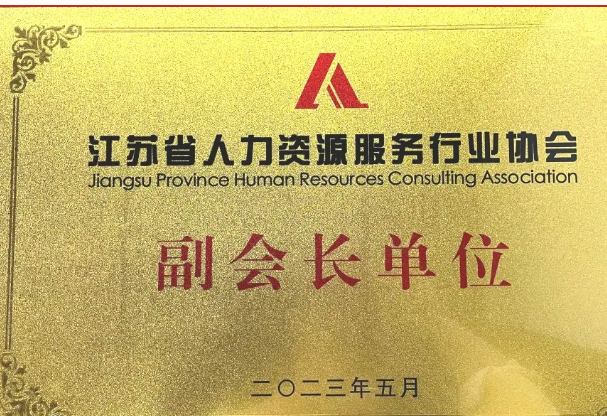 江苏省人力资源服务行业协会
Jiangsu Province Human Resources Consulting Association
副会长单位
二〇二三年五月